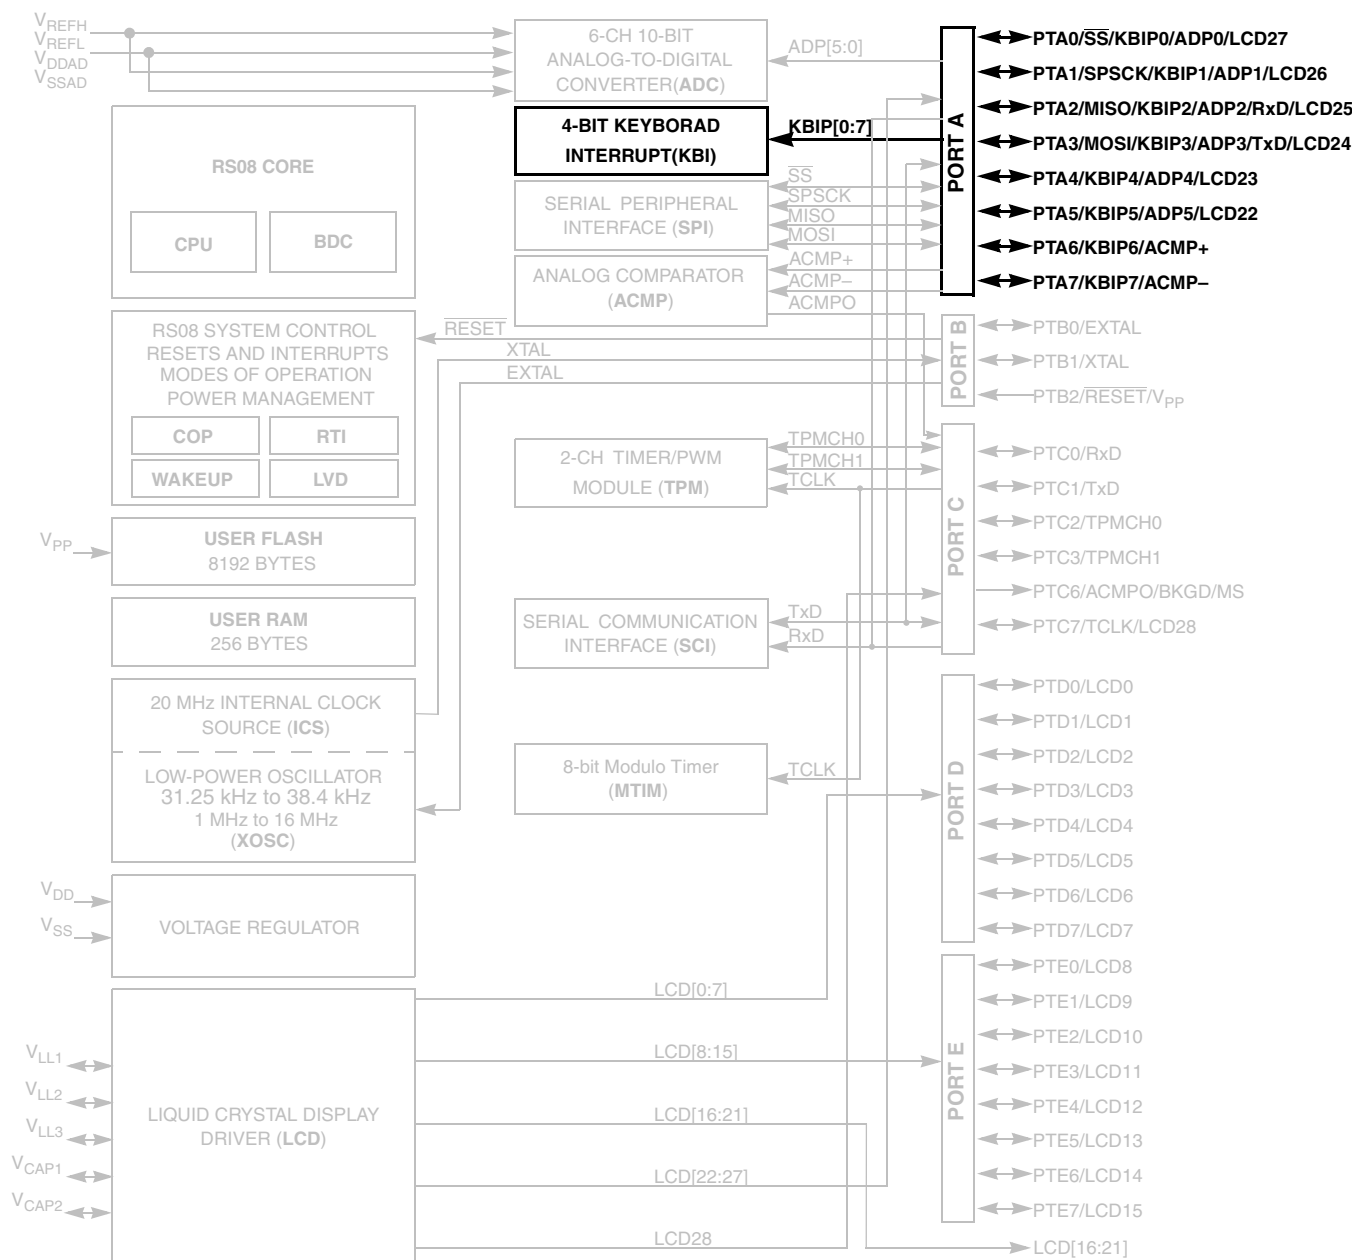 VREFH
VREFL
VDDAD
VSSAD
6-CH 10-BIT
ANALOG-TO-DIGITAL
CONVERTER(ADC)
ADP[5:0]
4-BIT KEYBORAD
INTERRUPT(KBI)
KBIP[0:7]
RS08 CORE
CPU
BDC
SERIAL PERIPHERAL
INTERFACE (SPI)
SS
SPSCK
MISO
MOSI
ANALOG COMPARATOR
(ACMP)
ACMP+
ACMP–
ACMPO
PORT A
PTA0/SS/KBIP0/ADP0/LCD27
PTA1/SPSCK/KBIP1/ADP1/LCD26
PTA2/MISO/KBIP2/ADP2/RxD/LCD25
PTA3/MOSI/KBIP3/ADP3/TxD/LCD24
PTA4/KBIP4/ADP4/LCD23
PTA5/KBIP5/ADP5/LCD22
PTA6/KBIP6/ACMP+
PTA7/KBIP7/ACMP–
RS08 SYSTEM CONTROL
RESETS AND INTERRUPTS
MODES OF OPERATION
POWER MANAGEMENT
COP
RTI
WAKEUP
LVD
RESET
XTAL
EXTAL
PORT B
PTB0/EXTAL
PTB1/XTAL
PTB2/RESET/VPP
2-CH TIMER/PWM
MODULE (TPM)
TPMCH0
TPMCH1
TCLK
PORT C
PTC0/RxD
PTC1/TxD
PTC2/TPMCH0
PTC3/TPMCH1
PTC6/ACMPO/BKGD/MS
PTC7/TCLK/LCD28
VPP
USER FLASH
8192 BYTES
USER RAM
256 BYTES
SERIAL COMMUNICATION
INTERFACE (SCI)
TxD
RxD
20 MHz INTERNAL CLOCK
SOURCE (ICS)
LOW-POWER OSCILLATOR
31.25 kHz to 38.4 kHz
1 MHz to 16 MHz
(XOSC)
8-bit Modulo Timer
(MTIM)
TCLK
PORT D
PTD0/LCD0
PTD1/LCD1
PTD2/LCD2
PTD3/LCD3
PTD4/LCD4
PTD5/LCD5
PTD6/LCD6
PTD7/LCD7
VDD
VSS
VOLTAGE REGULATOR
VLL1
VLL2
VLL3
VCAP1
VCAP2
LIQUID CRYSTAL DISPLAY
DRIVER (LCD)
LCD[0:7]
LCD[8:15]
LCD[16:21]
LCD[22:27]
LCD28
PORT E
PTE0/LCD8
PTE1/LCD9
PTE2/LCD10
PTE3/LCD11
PTE4/LCD12
PTE5/LCD13
PTE6/LCD14
PTE7/LCD15
LCD[16:21]